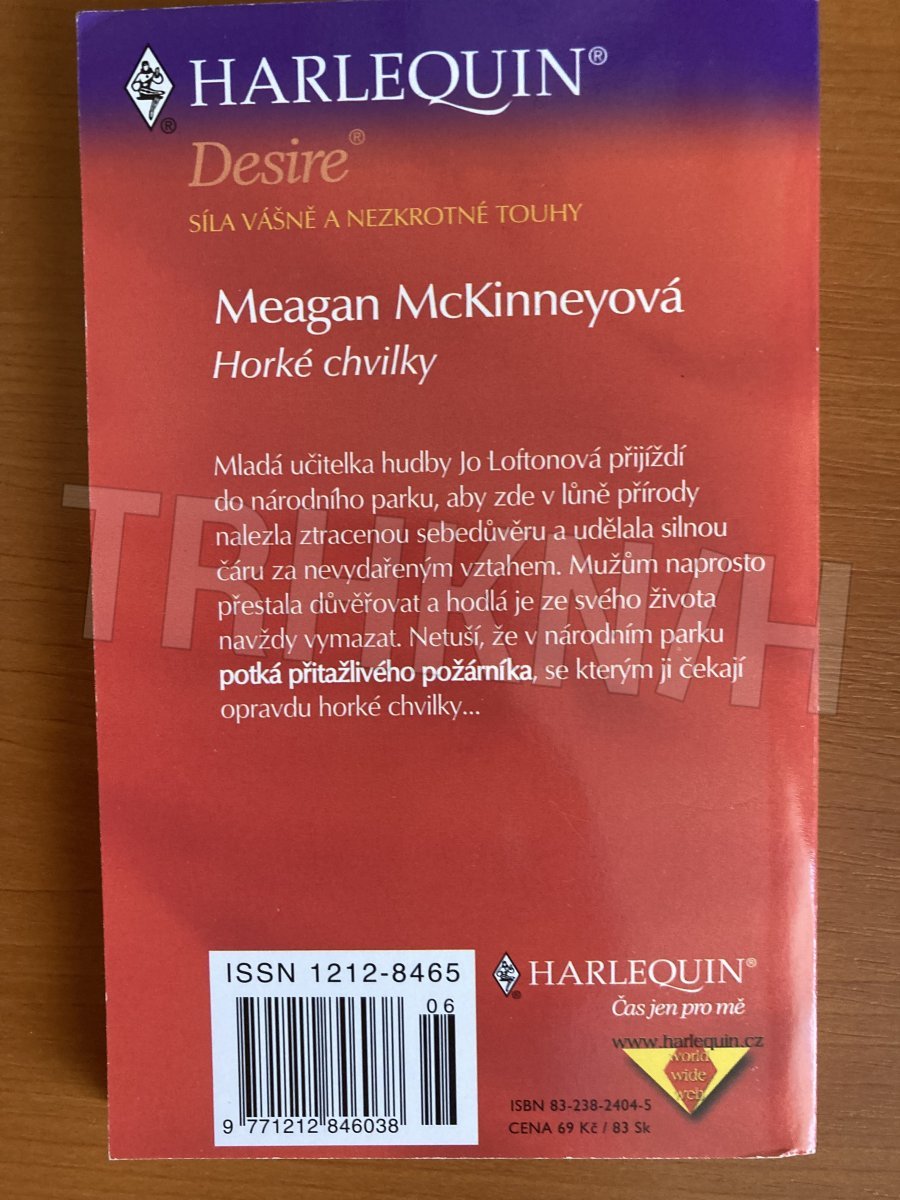 HARLEQUIN®
®
Desire®
SÍLA VÁŠNĚ A NEZKROTNÉ TOUHY
Meagan McKinneyová
Horké chvilky
Mladá učitelka hudby Jo Loftonová přijíždí
do národního parku, aby zde v lůně přírody
nalezla ztracenou sebedůvěru a udělala silnou
čáru za nevydařeným vztahem. Mužům naprosto
přestala důvěřovat a hodlá je ze svého života
navždy vymazat. Netuší, že v národním parku
potká přitažlivého požárníka, se kterým ji čekají
opravdu horké chvilky...
TRHKNIH
ISSN 1212-8465
06
9 771212 846038
HARLEQUIN®
®
Čas jen pro mě
www.harlequin.cz
world
wide
web
ISBN 83-238-2404-5
CENA 69 Kč / 83 Sk